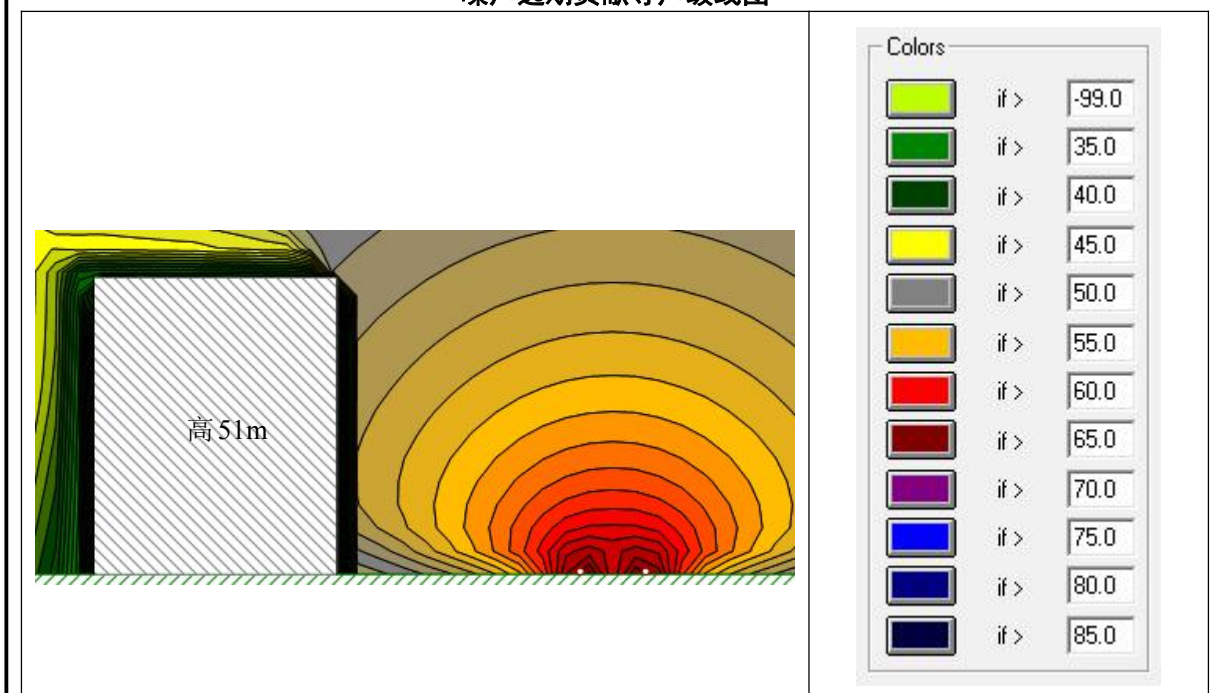 高51m
Colors
if > -99.0
if > 35.0
if > 40.0
if > 45.0
if > 50.0
if > 55.0
if > 60.0
if > 65.0
if > 70.0
if > 75.0
if > 80.0
if > 85.0